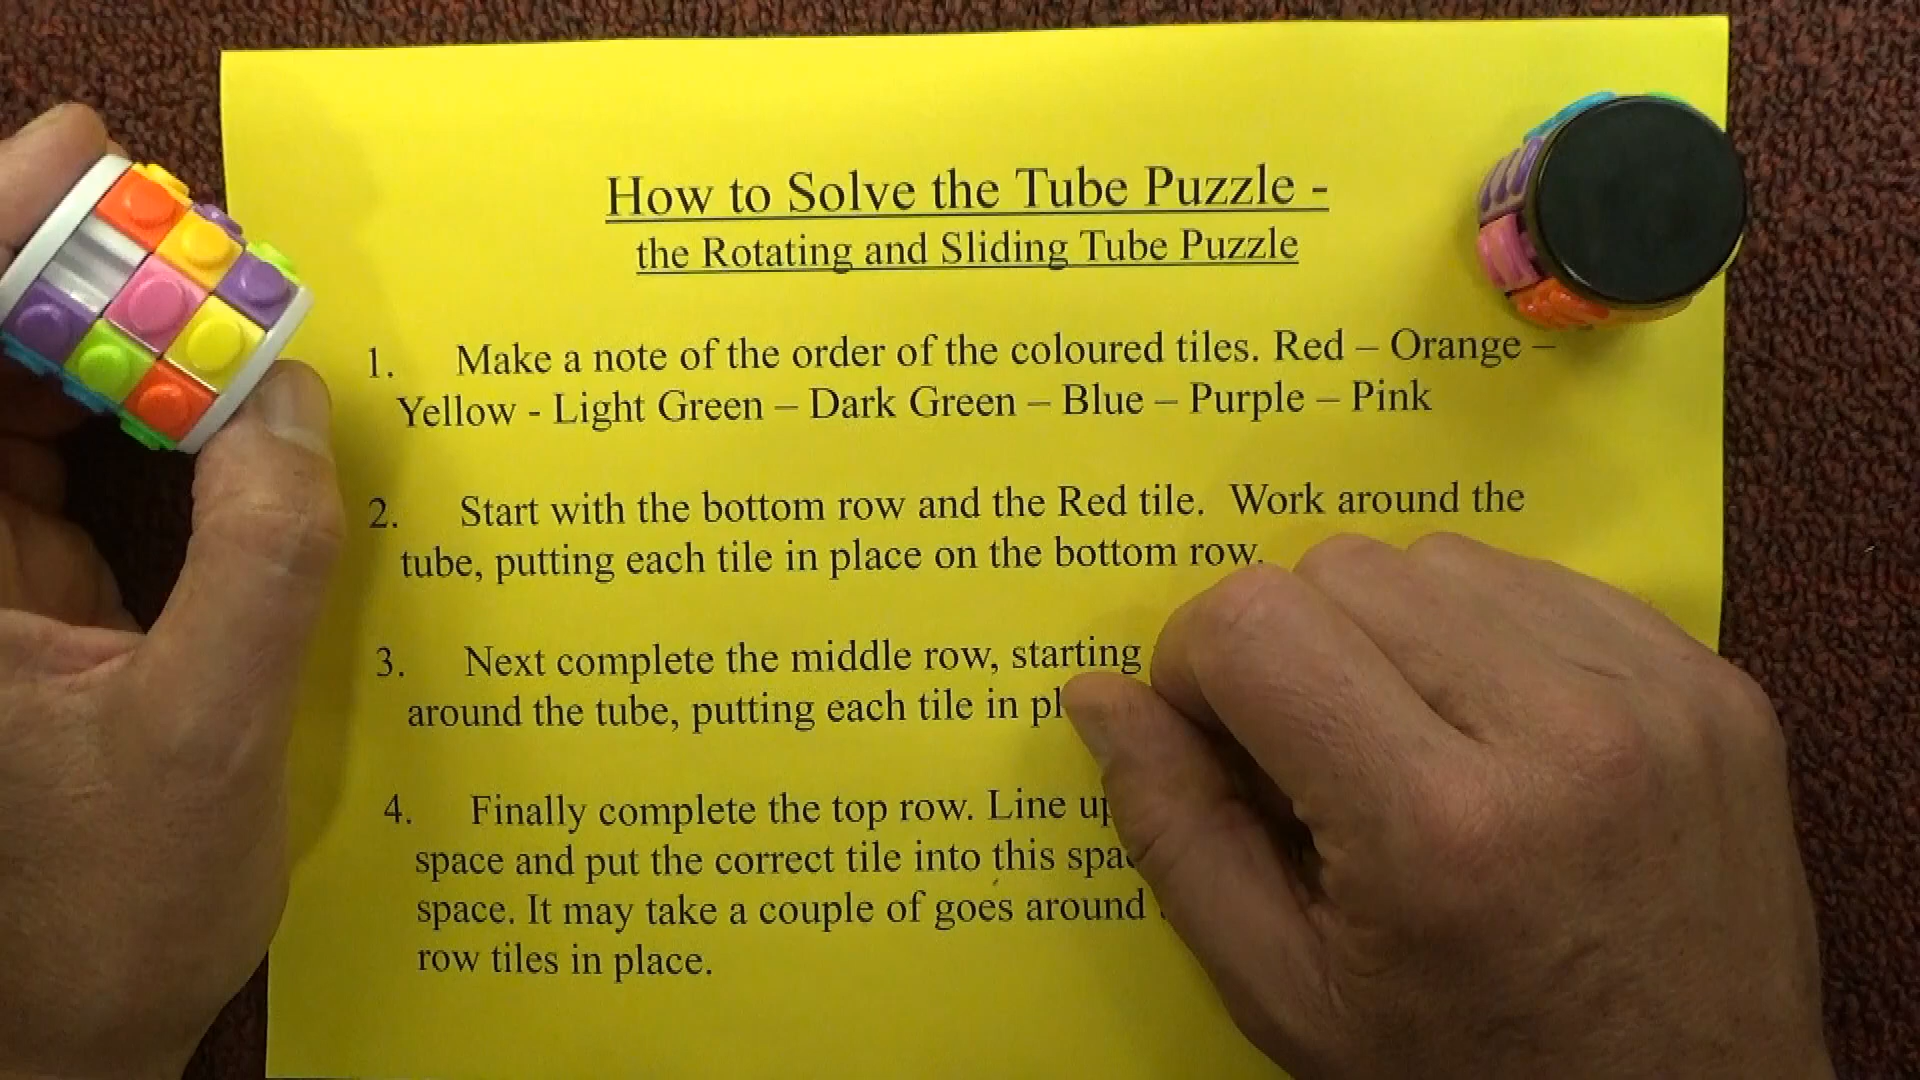 How to Solve the Tube Puzzle -
the Rotating and Sliding Tube Puzzle
1. Make a note of the order of the coloured tiles. Red – Orange –
Yellow - Light Green – Dark Green – Blue – Purple – Pink
2. Start with the bottom row and the Red tile. Work around the
tube, putting each tile in place on the bottom row.
3. Next complete the middle row, starting
around the tube, putting each tile in
4. Finally complete the top row. Line
space and put the correct tile into this
space. It may take a couple of goes around
row tiles in place.